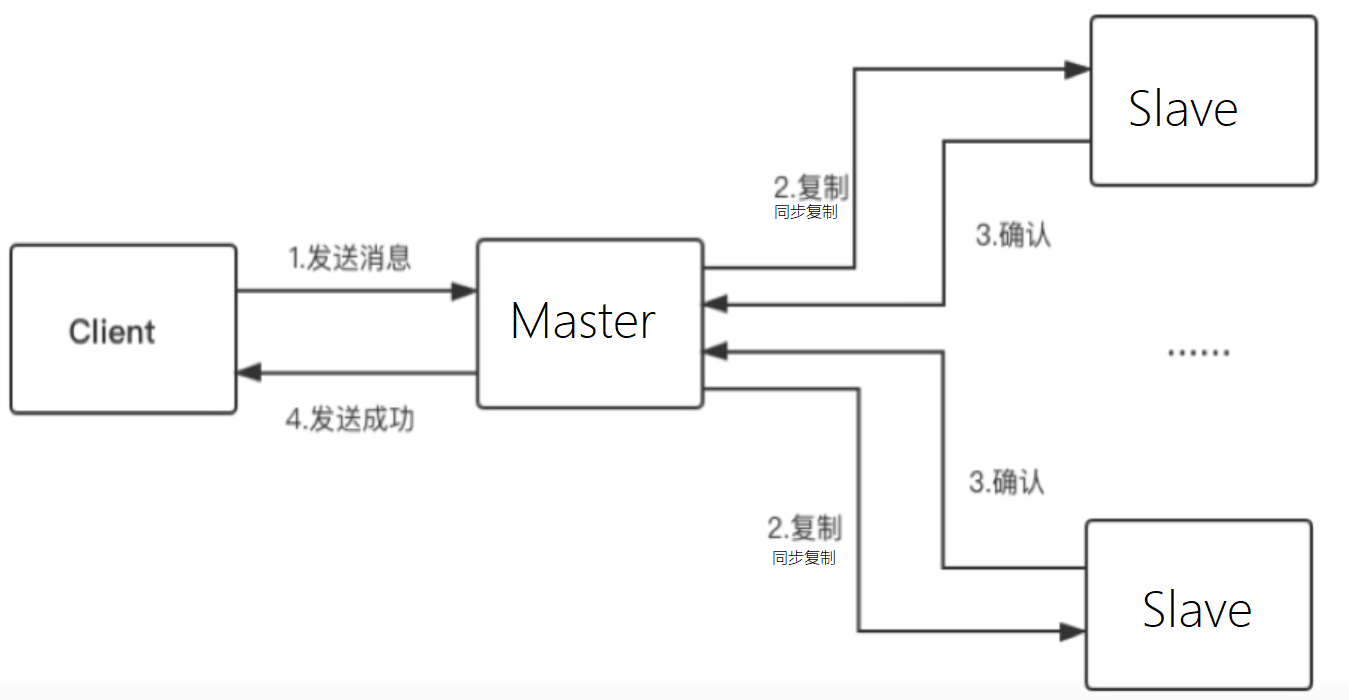 Slave
2.复制
同步复制
3.确认
1.发送消息
Client
Master
4.发送成功
......
3.确认
2.复制
同步复制
Slave